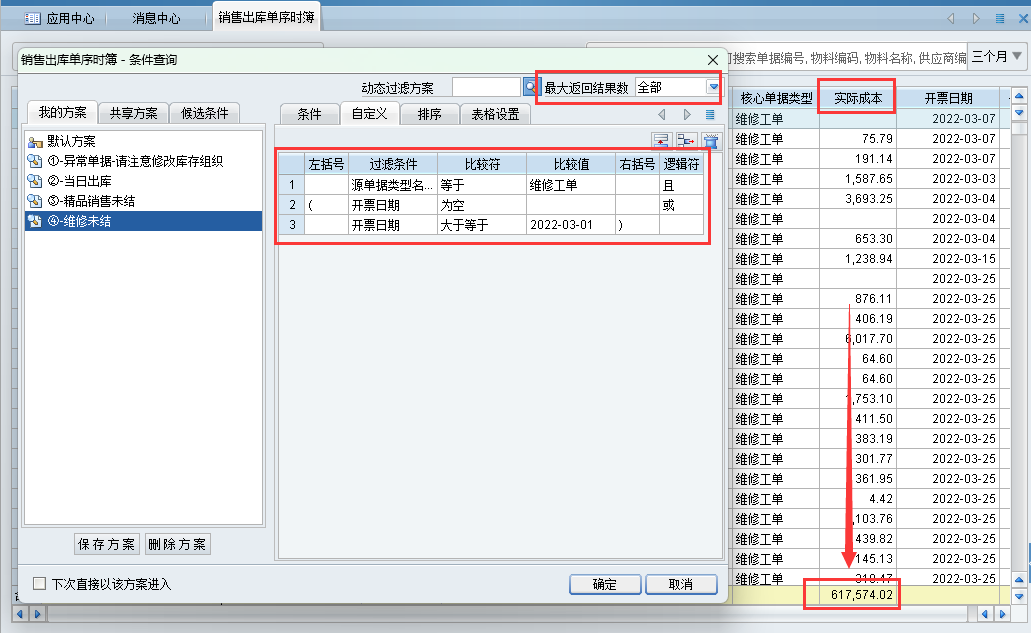 应用中心 消息中心 销售出库单序时簿
销售出库单序时簿 - 条件查询
可搜索单据编号, 物料编码, 物料名称, 供应商编 三个月
动态过滤方案 最大返回结果数 全部
我的方案 共享方案 候选条件
条件 自定义 排序 表格设置
默认方案
①-异常单据-请注意修改库存组织
②-当日出库
③-精品销售未结
④-维修未结
左括号 过滤条件 比较符 比较值 右括号 逻辑符
1 源单据类型名... 等于 维修工单 且
2 ( 开票日期 为空 或
3 开票日期 大于等于 2022-03-01 )
保存方案 删除方案
下次直接以该方案进入
确定 取消
核心单据类型 实际成本 开票日期
维修工单 2022-03-07
维修工单 75.79 2022-03-07
维修工单 191.14 2022-03-07
维修工单 1,587.65 2022-03-03
维修工单 3,693.25 2022-03-04
维修工单 2022-03-04
维修工单 653.30 2022-03-04
维修工单 1,238.94 2022-03-15
维修工单 2022-03-25
维修工单 876.11 2022-03-25
维修工单 406.19 2022-03-25
维修工单 6,017.70 2022-03-25
维修工单 64.60 2022-03-25
维修工单 64.60 2022-03-25
维修工单 ,753.10 2022-03-25
维修工单 411.50 2022-03-25
维修工单 383.19 2022-03-25
维修工单 301.77 2022-03-25
维修工单 361.95 2022-03-25
维修工单 4.42 2022-03-25
维修工单 ,103.76 2022-03-25
维修工单 439.82 2022-03-25
维修工单 145.13 2022-03-25
维修工单 318.47 2022-03-25
617,574.02